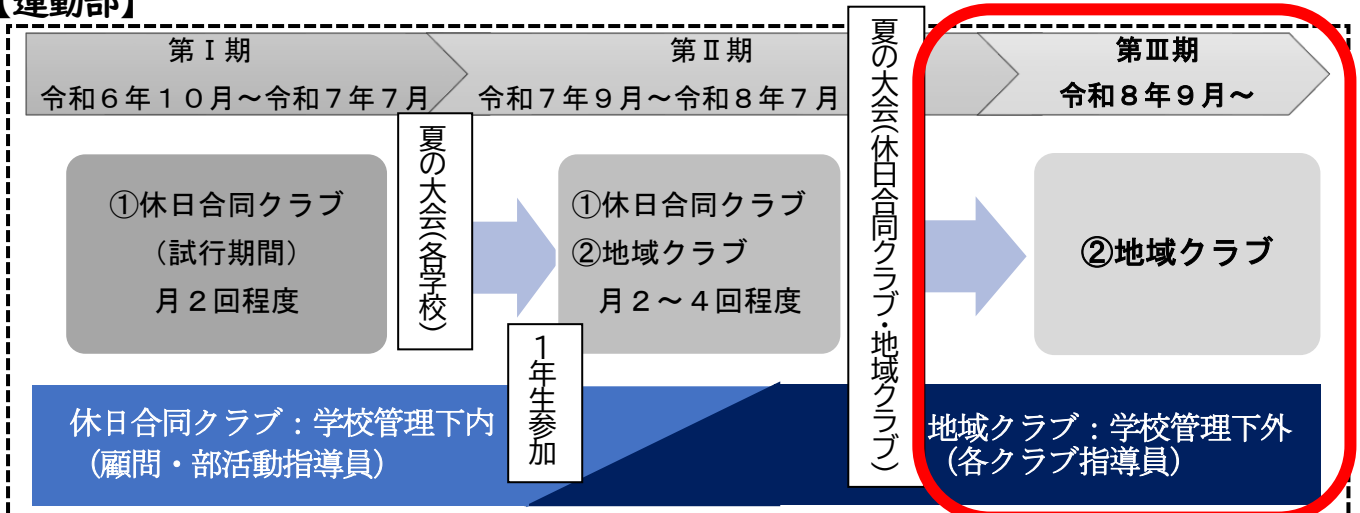 【運動部】
第Ⅰ期
令和６年１０月～令和７年７月
第Ⅱ期
令和７年９月～令和８年７月
第Ⅲ期
令和８年９月～
①休日合同クラブ
（試行期間）
月２回程度
夏の大会（各学校）
１年生参加
①休日合同クラブ
②地域クラブ
月２～４回程度
夏の大会（休日合同クラブ・地域クラブ）
②地域クラブ
休日合同クラブ：学校管理下内
（顧問・部活動指導員）
地域クラブ：学校管理下外
（各クラブ指導員）